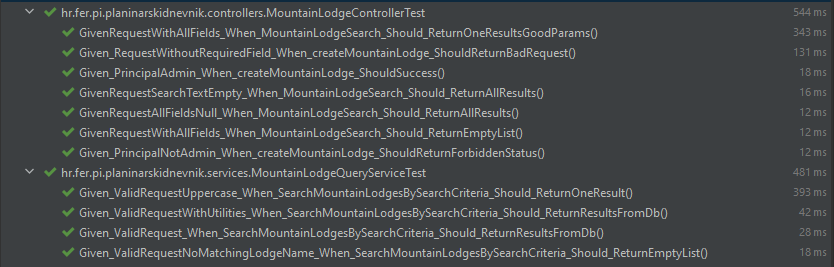 hr.fer.pi.planinarskidnevnik.controllers.MountainLodgeControllerTest 544 ms
GivenRequestWithAllFields_When_MountainLodgeSearch_Should_ReturnOneResultsGoodParams() 343 ms
Given_RequestWithoutRequiredField_When_createMountainLodge_ShouldReturnBadRequest() 131 ms
Given_PrincipalAdmin_When_createMountainLodge_ShouldSuccess() 18 ms
GivenRequestSearchTextEmpty_When_MountainLodgeSearch_Should_ReturnAllResults() 16 ms
GivenRequestAllFieldsNull_When_MountainLodgeSearch_Should_ReturnAllResults() 12 ms
GivenRequestWithAllFields_When_MountainLodgeSearch_Should_ReturnEmptyList() 12 ms
Given_PrincipalNotAdmin_When_createMountainLodge_ShouldReturnForbiddenStatus() 12 ms
hr.fer.pi.planinarskidnevnik.services.MountainLodgeQueryServiceTest 481 ms
Given_ValidRequestUppercase_When_SearchMountainLodgesBySearchCriteria_Should_ReturnOneResult() 393 ms
Given_ValidRequestWithUtilities_When_SearchMountainLodgesBySearchCriteria_Should_ReturnResultsFromDb() 42 ms
Given_ValidRequest_When_SearchMountainLodgesBySearchCriteria_Should_ReturnResultsFromDb() 28 ms
Given_ValidRequestNoMatchingLodgeName_When_SearchMountainLodgesBySearchCriteria_Should_ReturnEmptyList() 18 ms